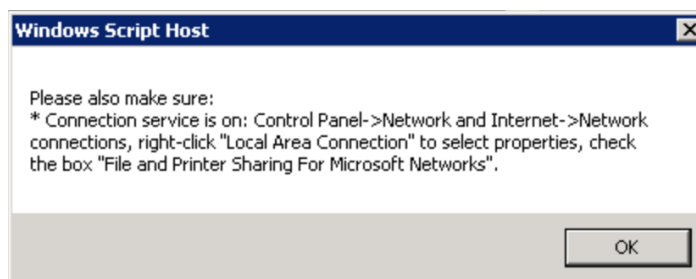 Windows Script Host
Please also make sure:
* Connection service is on: Control Panel->Network and Internet->Network
connections, right-click "Local Area Connection" to select properties, check
the box "File and Printer Sharing For Microsoft Networks".
OK